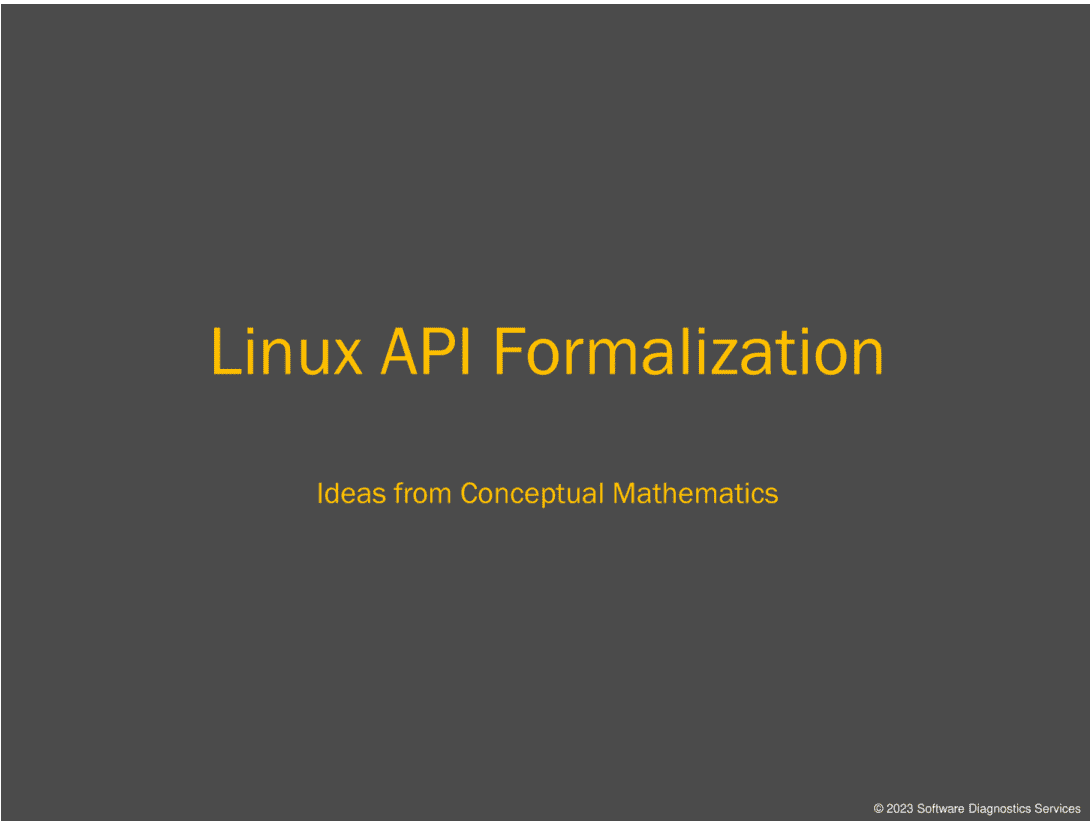 Linux API Formalization
Ideas from Conceptual Mathematics
© 2023 Software Diagnostics Services